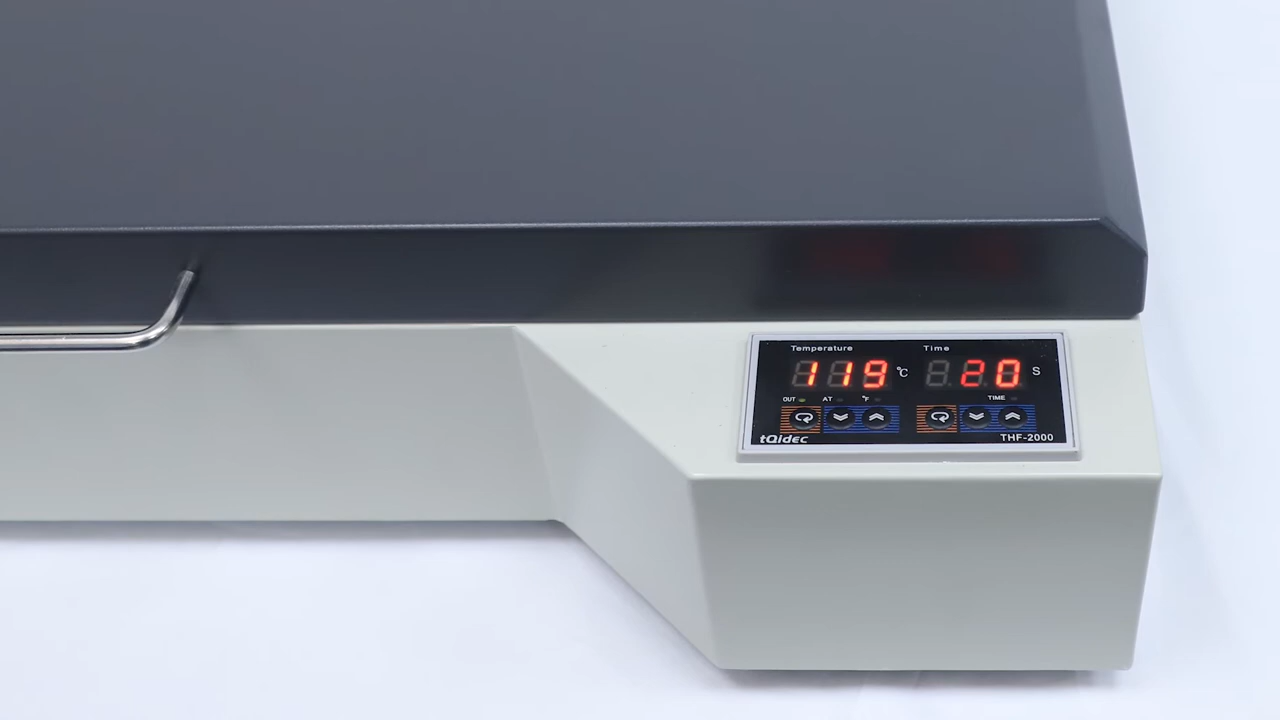 Temperature Time
119 °C 20 S
OUT AT °F TIME
tQidec THF-2000